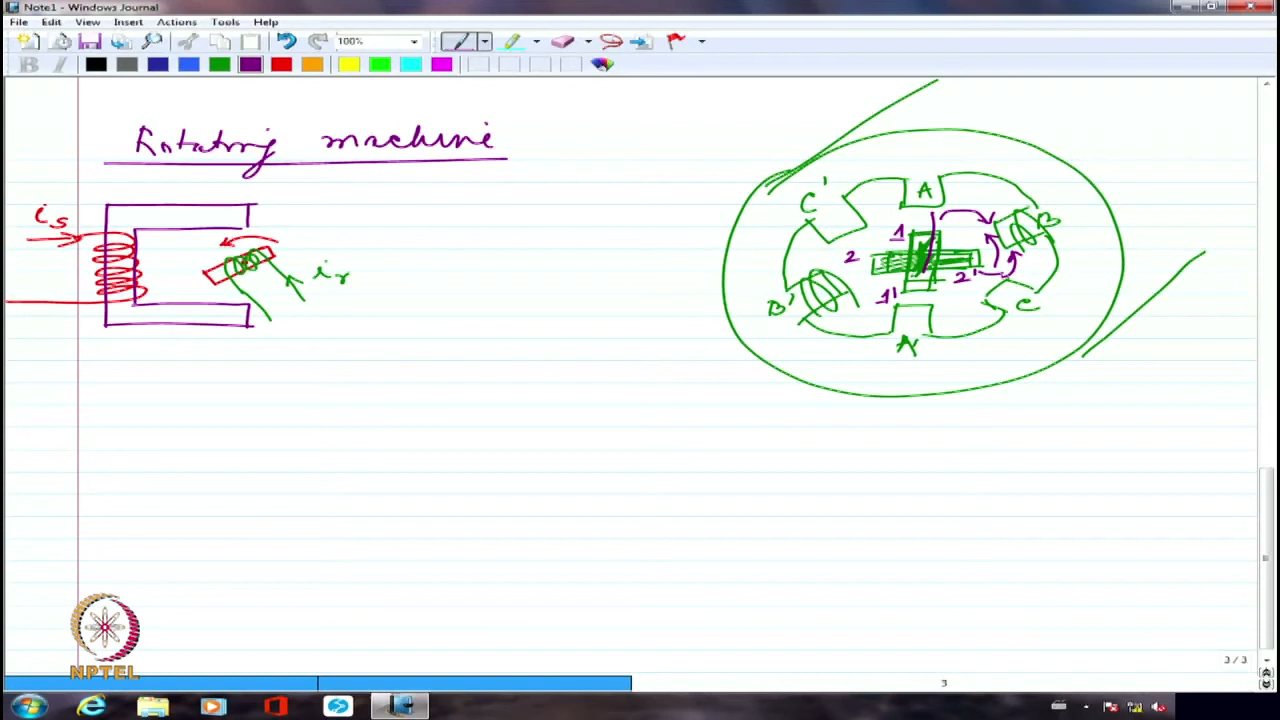 Note1 - Windows Journal
File Edit View Insert Actions Tools Help
100%
B I
Rotating machine
is
ir
A
B
C
A'
B'
C'
1
2
1'
2'
NPTEL
3 / 3
3